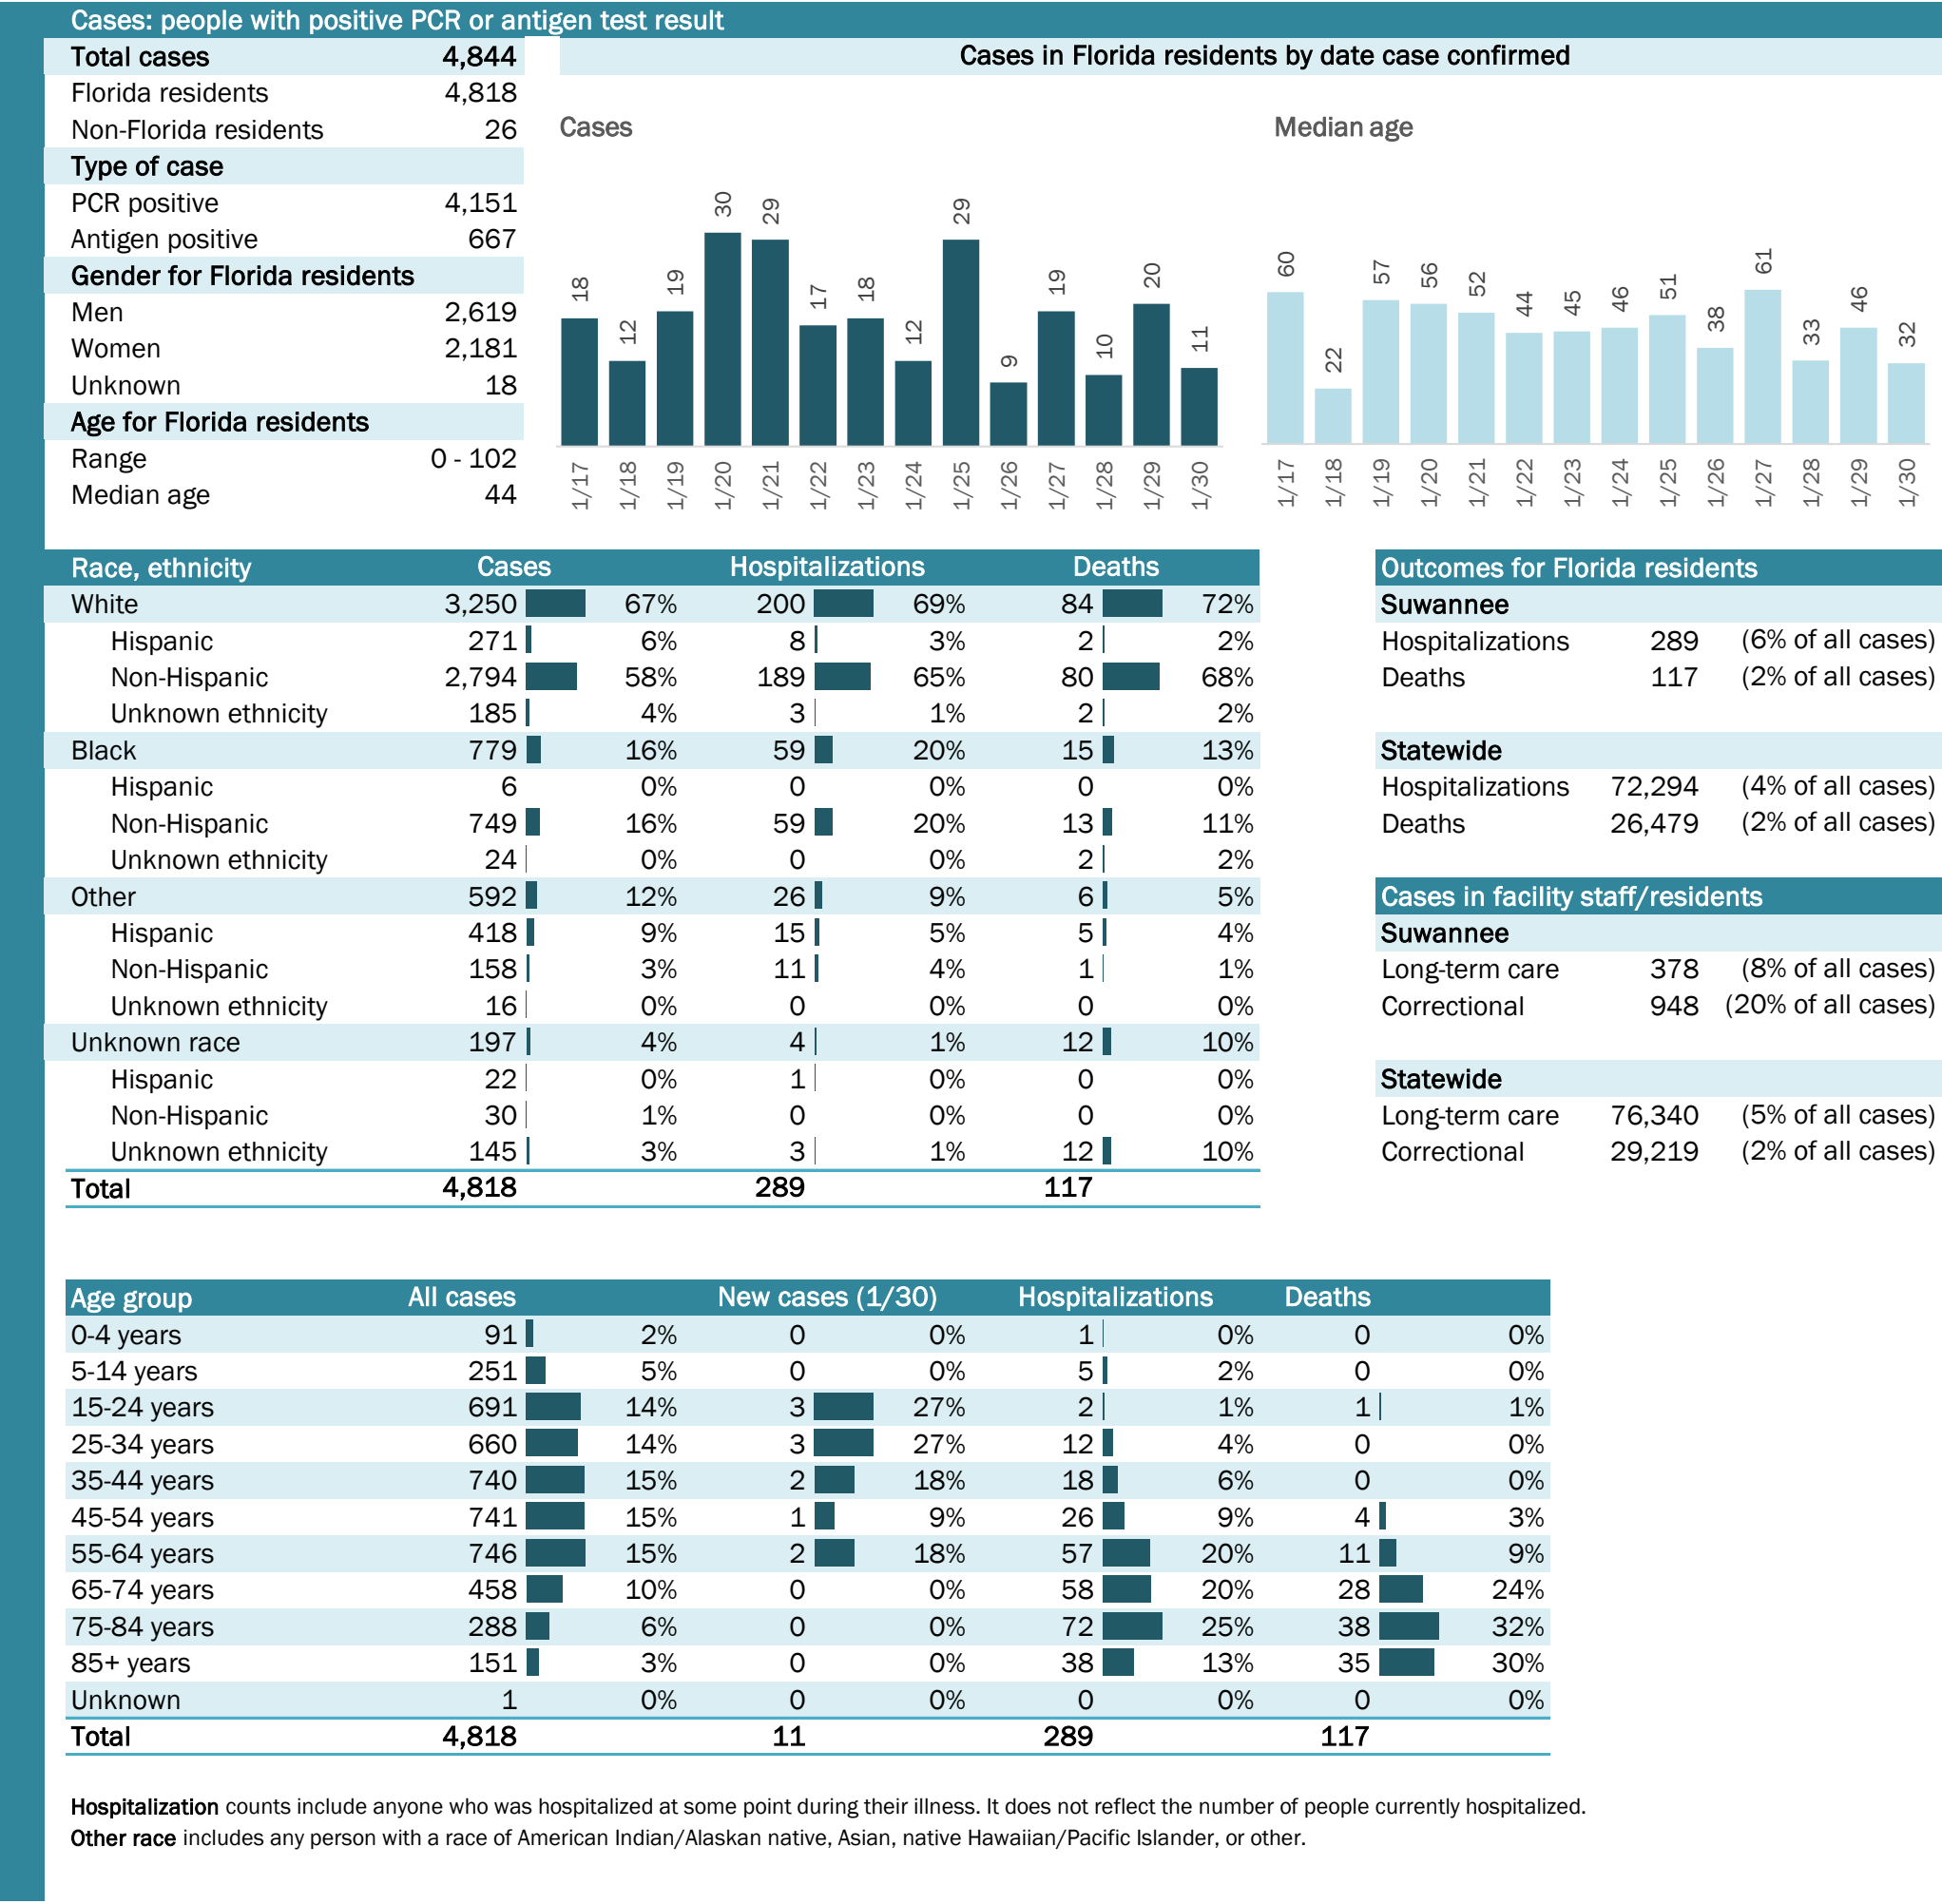 Cases: people with positive PCR or antigen test result
Total cases 4,844
Florida residents 4,818
Non-Florida residents 26
Type of case
PCR positive 4,151
Antigen positive 667
Gender for Florida residents
Men 2,619
Women 2,181
Unknown 18
Age for Florida residents
Range 0 - 102
Median age 44
Cases in Florida residents by date case confirmed
Cases
18 12 19 30 29 17 18 12 29 9 19 10 20 11
1/17 1/18 1/19 1/20 1/21 1/22 1/23 1/24 1/25 1/26 1/27 1/28 1/29 1/30
Median age
60 22 57 56 52 44 45 46 51 38 61 33 46 32
1/17 1/18 1/19 1/20 1/21 1/22 1/23 1/24 1/25 1/26 1/27 1/28 1/29 1/30
Race, ethnicity Cases Hospitalizations Deaths
White 3,250 67% 200 69% 84 72%
Hispanic 271 6% 8 3% 2 2%
Non-Hispanic 2,794 58% 189 65% 80 68%
Unknown ethnicity 185 4% 3 1% 2 2%
Black 779 16% 59 20% 15 13%
Hispanic 6 0% 0 0% 0 0%
Non-Hispanic 749 16% 59 20% 13 11%
Unknown ethnicity 24 0% 0 0% 2 2%
Other 592 12% 26 9% 6 5%
Hispanic 418 9% 15 5% 5 4%
Non-Hispanic 158 3% 11 4% 1 1%
Unknown ethnicity 16 0% 0 0% 0 0%
Unknown race 197 4% 4 1% 12 10%
Hispanic 22 0% 1 0% 0 0%
Non-Hispanic 30 1% 0 0% 0 0%
Unknown ethnicity 145 3% 3 1% 12 10%
Total 4,818 289 117
Outcomes for Florida residents
Suwannee
Hospitalizations 289 (6% of all cases)
Deaths 117 (2% of all cases)
Statewide
Hospitalizations 72,294 (4% of all cases)
Deaths 26,479 (2% of all cases)
Cases in facility staff/residents
Suwannee
Long-term care 378 (8% of all cases)
Correctional 948 (20% of all cases)
Statewide
Long-term care 76,340 (5% of all cases)
Correctional 29,219 (2% of all cases)
Age group All cases New cases (1/30) Hospitalizations Deaths
0-4 years 91 2% 0 0% 1 0% 0 0%
5-14 years 251 5% 0 0% 5 2% 0 0%
15-24 years 691 14% 3 27% 2 1% 1 1%
25-34 years 660 14% 3 27% 12 4% 0 0%
35-44 years 740 15% 2 18% 18 6% 0 0%
45-54 years 741 15% 1 9% 26 9% 4 3%
55-64 years 746 15% 2 18% 57 20% 11 9%
65-74 years 458 10% 0 0% 58 20% 28 24%
75-84 years 288 6% 0 0% 72 25% 38 32%
85+ years 151 3% 0 0% 38 13% 35 30%
Unknown 1 0% 0 0% 0 0% 0 0%
Total 4,818 11 289 117
Hospitalization counts include anyone who was hospitalized at some point during their illness. It does not reflect the number of people currently hospitalized.
Other race includes any person with a race of American Indian/Alaskan native, Asian, native Hawaiian/Pacific Islander, or other.